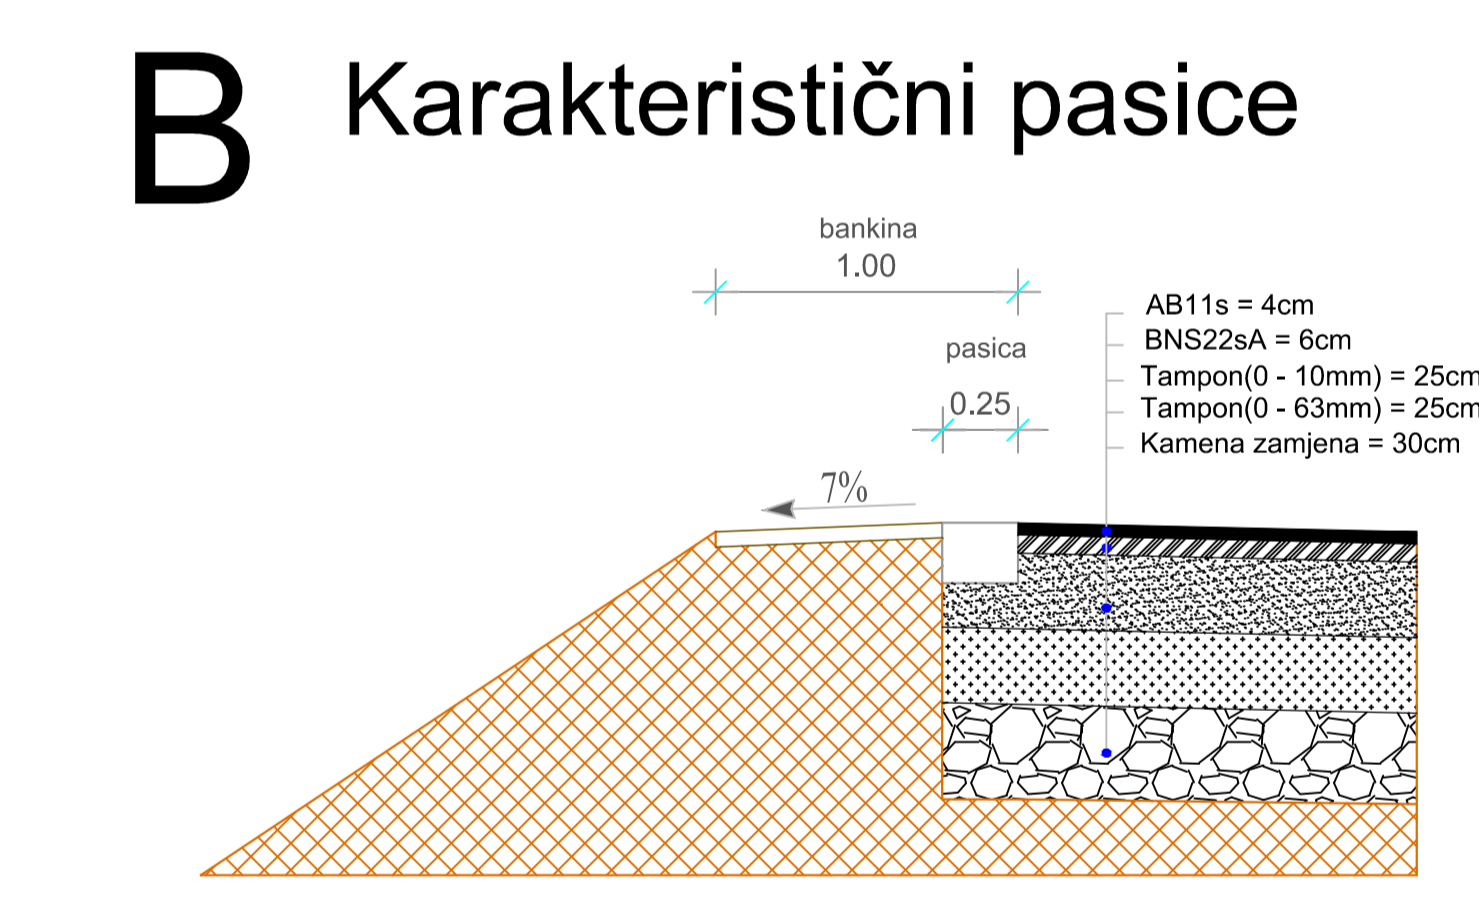 B Karakteristični pasice
bankina
1.00
pasica
0.25
7%
AB11s = 4cm
BNS22sA = 6cm
Tampon(0 - 10mm) = 25cm
Tampon(0 - 63mm) = 25cm
Kamena zamjena = 30cm